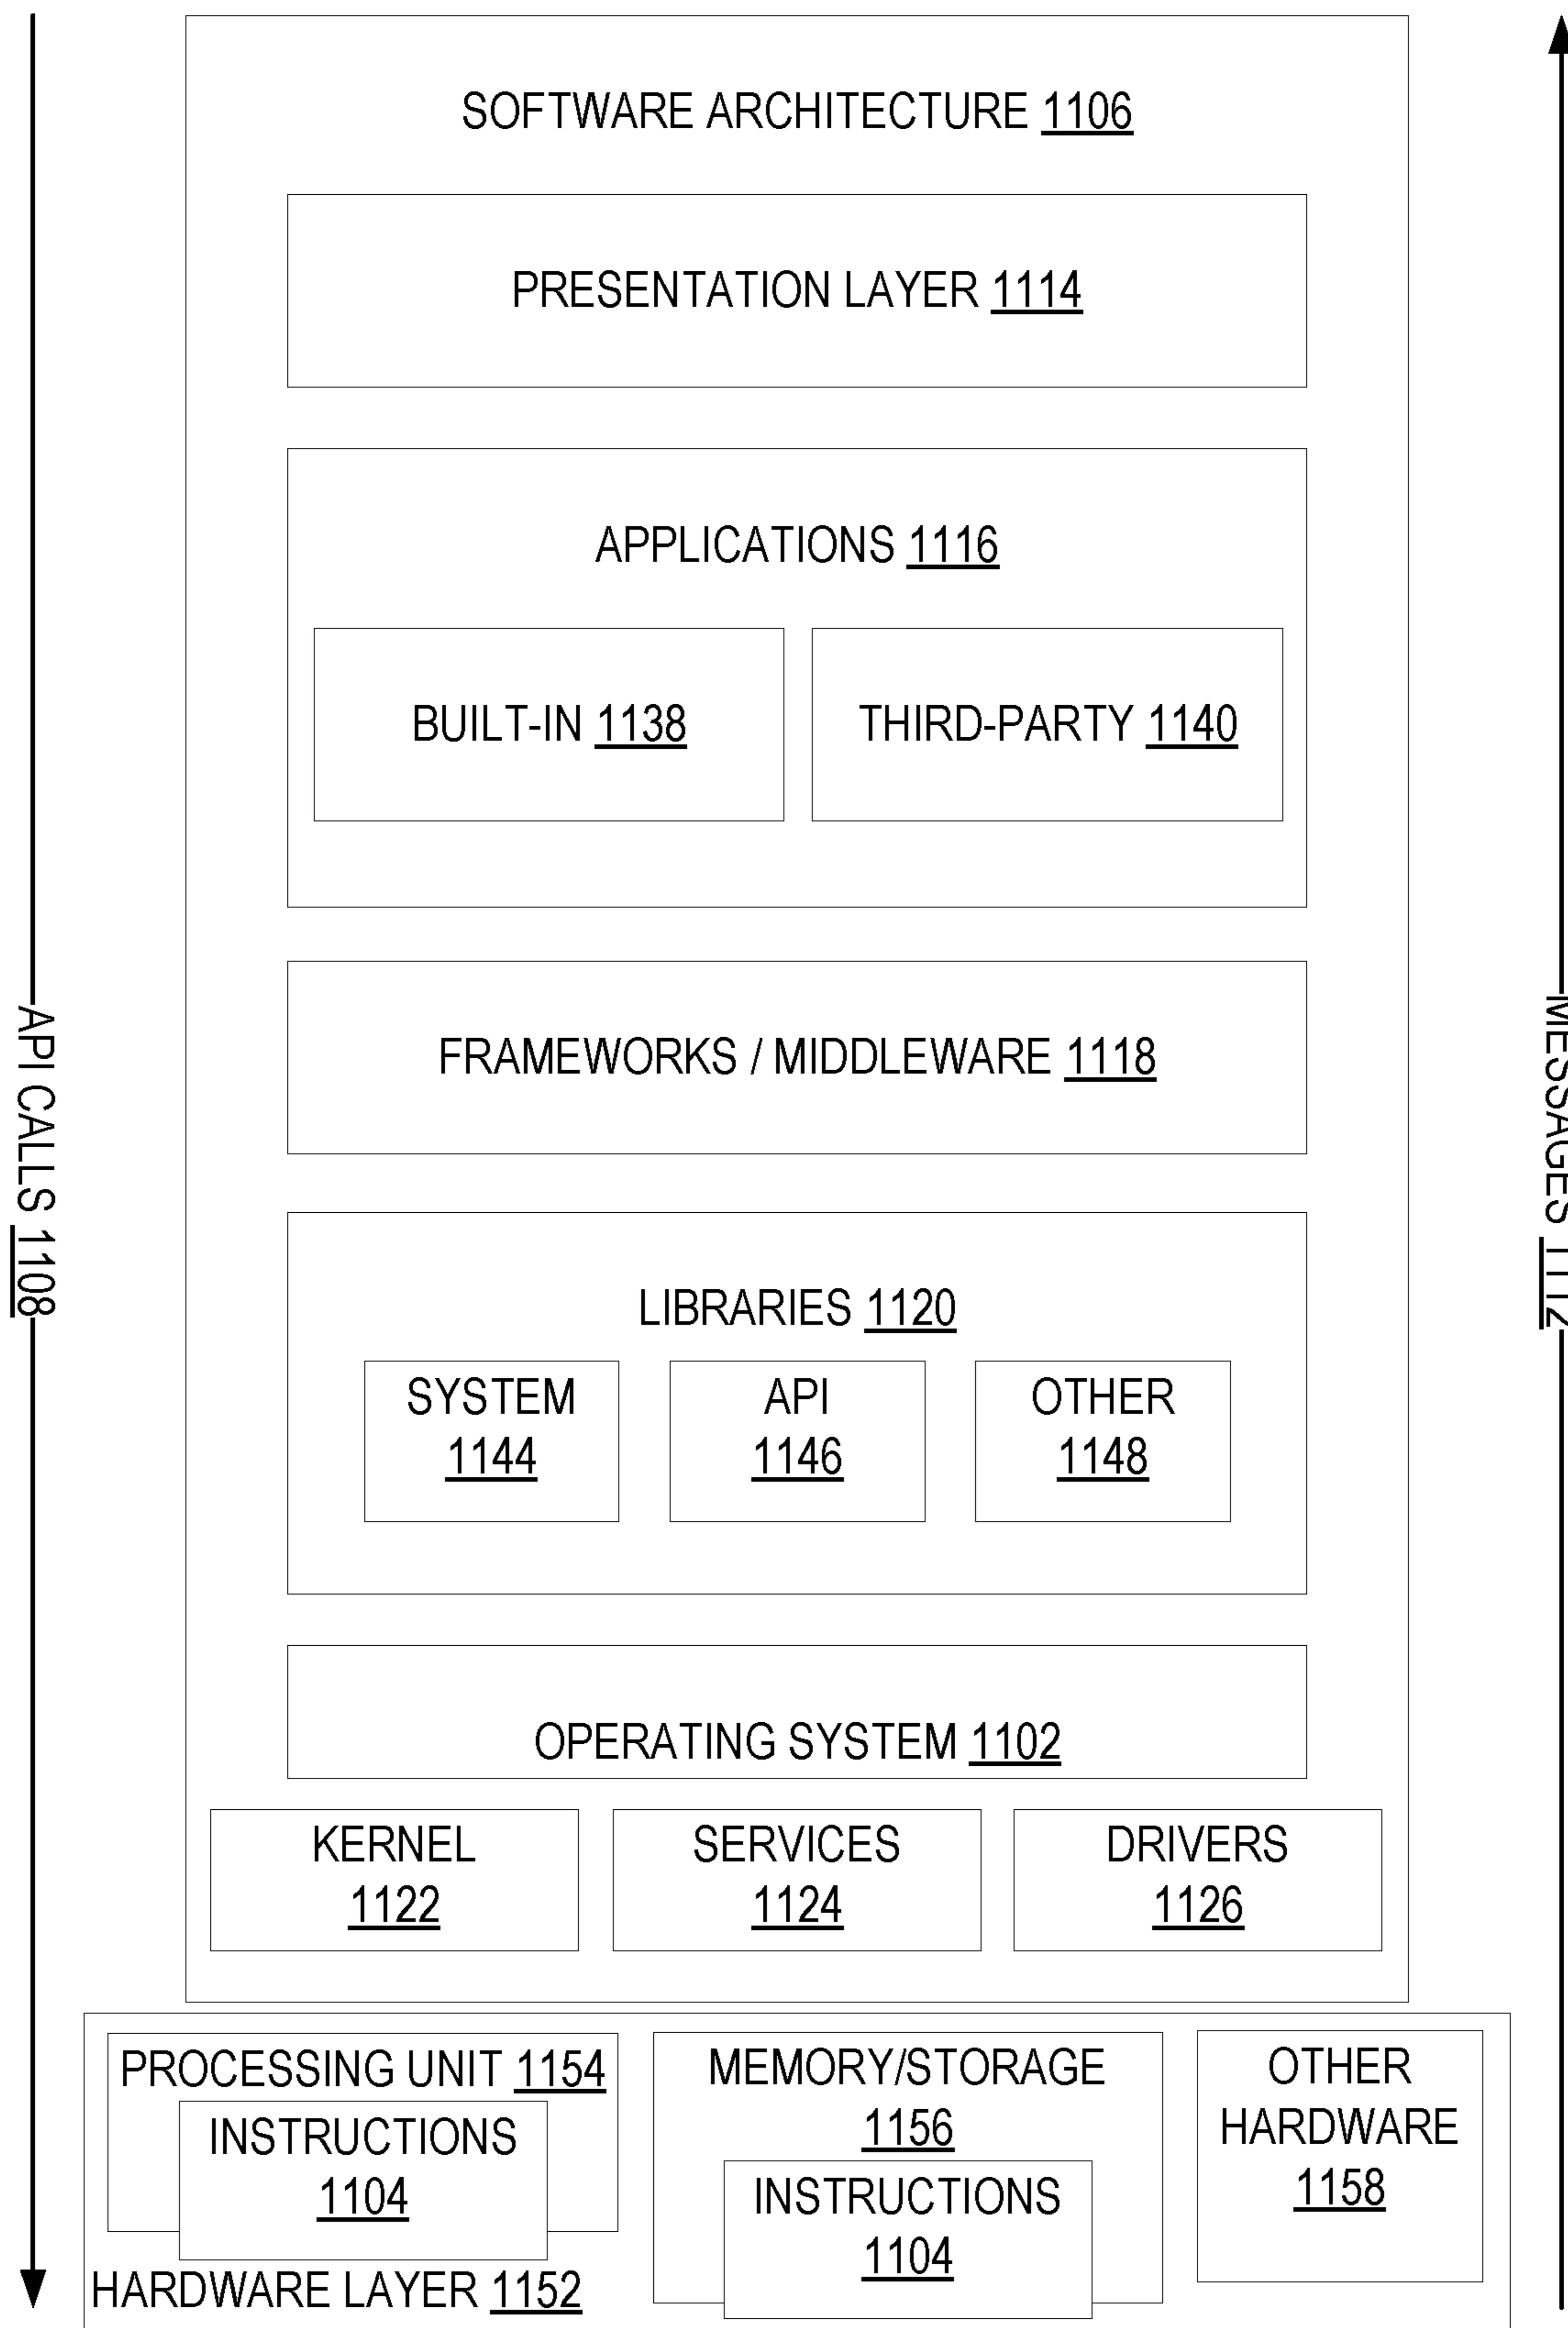 SOFTWARE ARCHITECTURE 1106
PRESENTATION LAYER 1114
APPLICATIONS 1116
BUILT-IN 1138
THIRD-PARTY 1140
FRAMEWORKS / MIDDLEWARE 1118
API CALLS 1108
MESSAGES 1112
LIBRARIES 1120
SYSTEM
1144
API
1146
OTHER
1148
OPERATING SYSTEM 1102
KERNEL
1122
SERVICES
1124
DRIVERS
1126
PROCESSING UNIT 1154
INSTRUCTIONS
1104
MEMORY/STORAGE
1156
INSTRUCTIONS
1104
OTHER
HARDWARE
1158
HARDWARE LAYER 1152